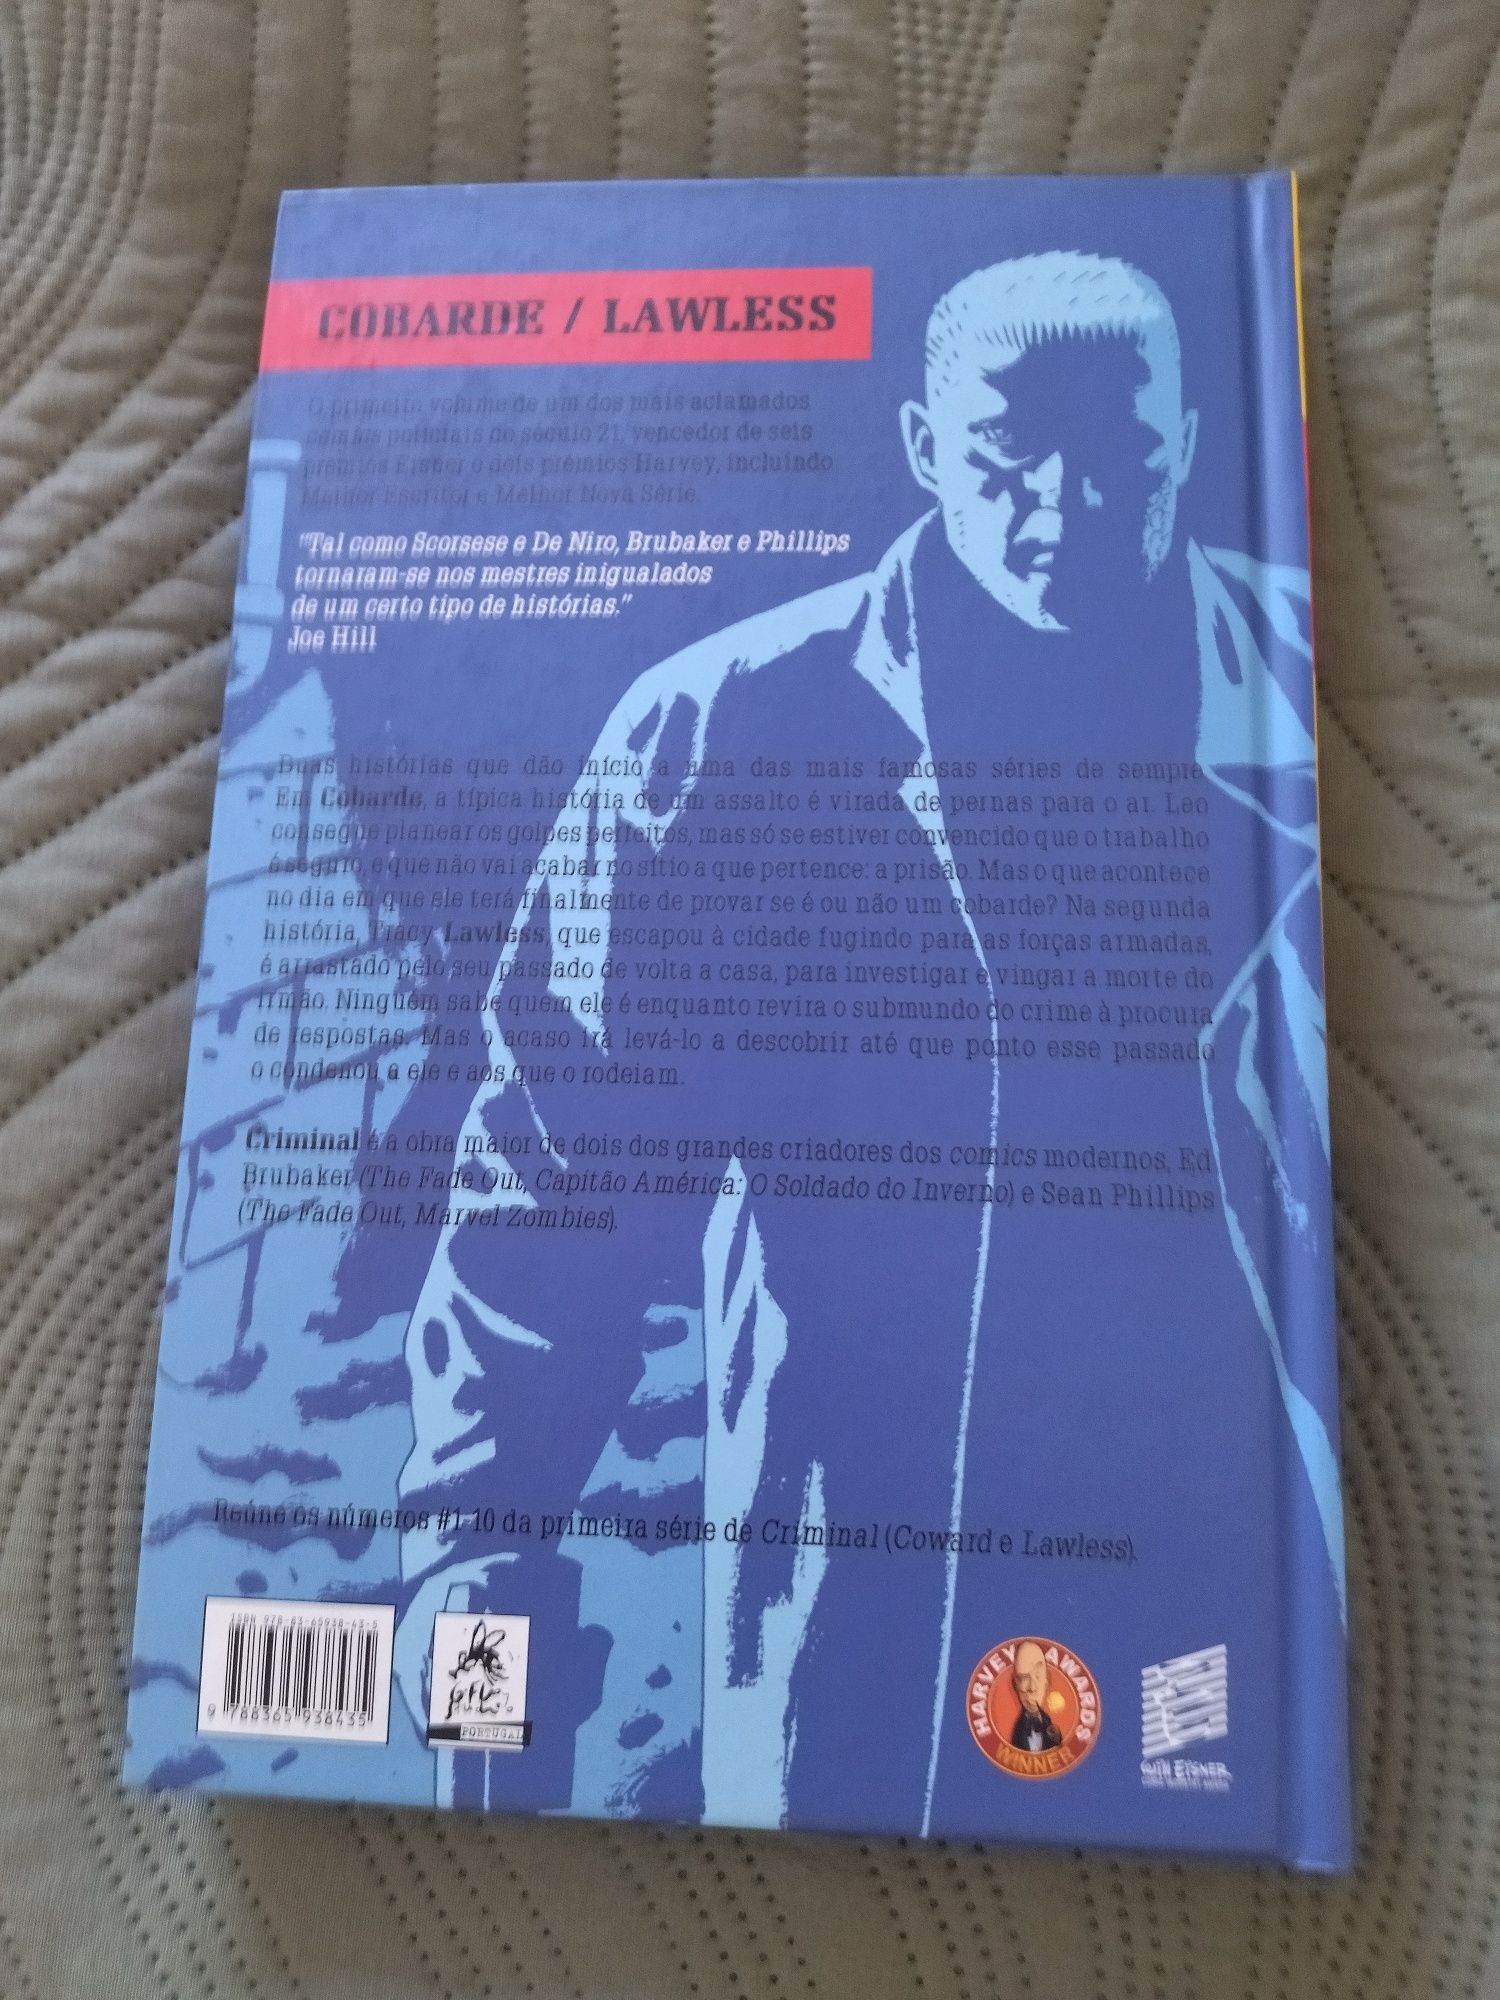 COBARDE / LAWLESS
O primeiro volume de um dos mais aclamados
comics policiais do século 21, vencedor de seis
prémios Eisner e dois prémios Harvey, incluindo
Melhor Escritor e Melhor Nova Série.
"Tal como Scorsese e De Niro, Brubaker e Phillips
tornaram-se nos mestres inigualados
de um certo tipo de histórias."
Joe Hill
Duas histórias que dão início a uma das mais famosas séries de sempre.
Em Cobarde, a típica história de um assalto é virada de pernas para o ar. Leo
consegue planear os golpes perfeitos, mas só se estiver convencido que o trabalho
é seguro, e que não vai acabar no sítio a que pertence: a prisão. Mas o que acontece
no dia em que ele terá finalmente de provar se é ou não um cobarde? Na segunda
história, Tracy Lawless, que escapou à cidade fugindo para as forças armadas,
é arrastado pelo seu passado de volta a casa, para investigar e vingar a morte do
irmão. Ninguém sabe quem ele é enquanto revira o submundo do crime à procura
de respostas. Mas o acaso irá levá-lo a descobrir até que ponto esse passado
o condenou a ele e aos que o rodeiam.
Criminal é a obra maior de dois dos grandes criadores dos comics modernos, Ed
Brubaker (The Fade Out, Capitão América: O Soldado do Inverno) e Sean Phillips
(The Fade Out, Marvel Zombies).
Reúne os números #1-10 da primeira série de Criminal (Coward e Lawless).
ISBN 978-83-65938-43-5
9 788365 938435
PORTUGAL
HARVEY AWARDS
WINNER
WILL EISNER